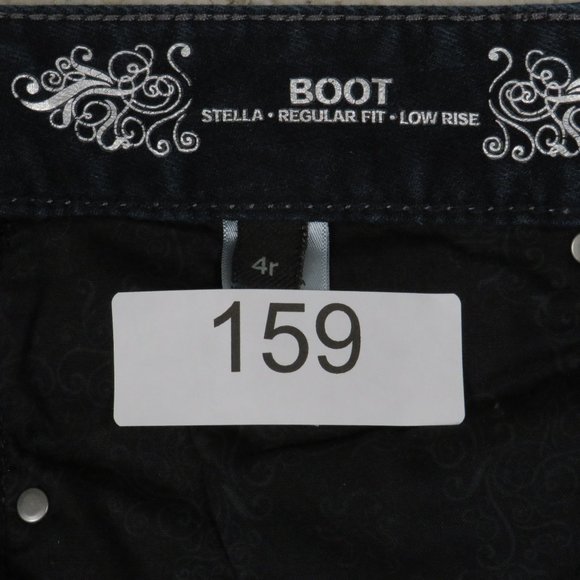 BOOT
STELLA • REGULAR FIT • LOW RISE
4r
159